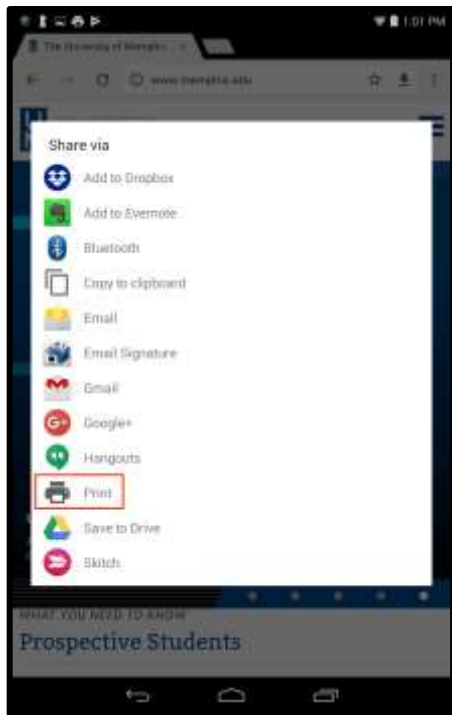 1:01 PM
The University of Memphis
www.memphis.edu
Share via
Add to Dropbox
Add to Evernote
Bluetooth
Copy to clipboard
Email
Email Signature
Gmail
Google+
Hangouts
Print
Save to Drive
Skitch
WHAT YOU NEED TO KNOW
Prospective Students